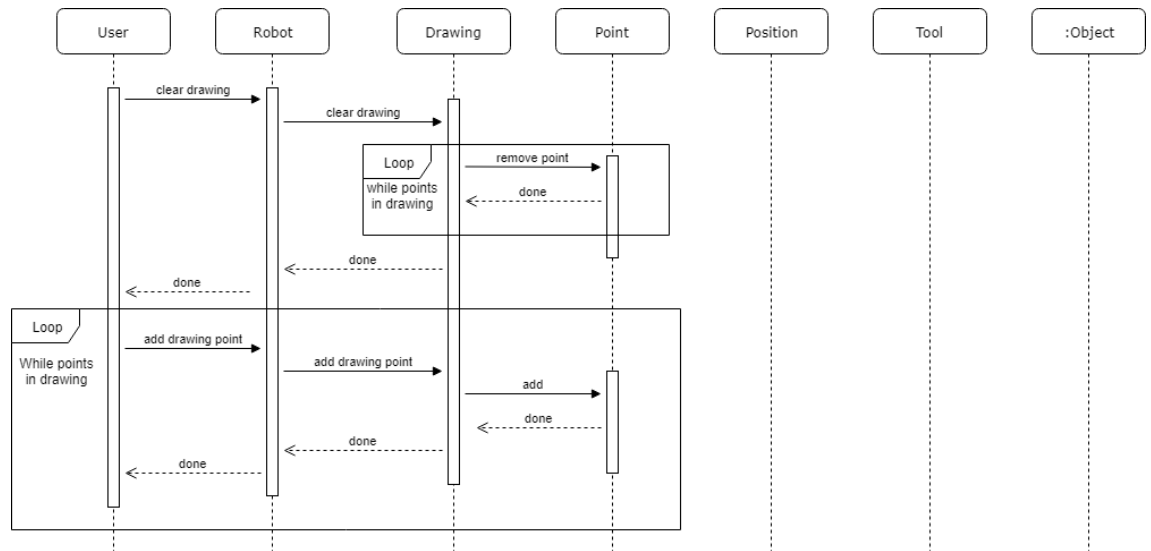 User
Robot
Drawing
Point
Position
Tool
:Object
clear drawing
clear drawing
Loop
while points
in drawing
remove point
done
done
done
Loop
While points
in drawing
add drawing point
add drawing point
add
done
done
done